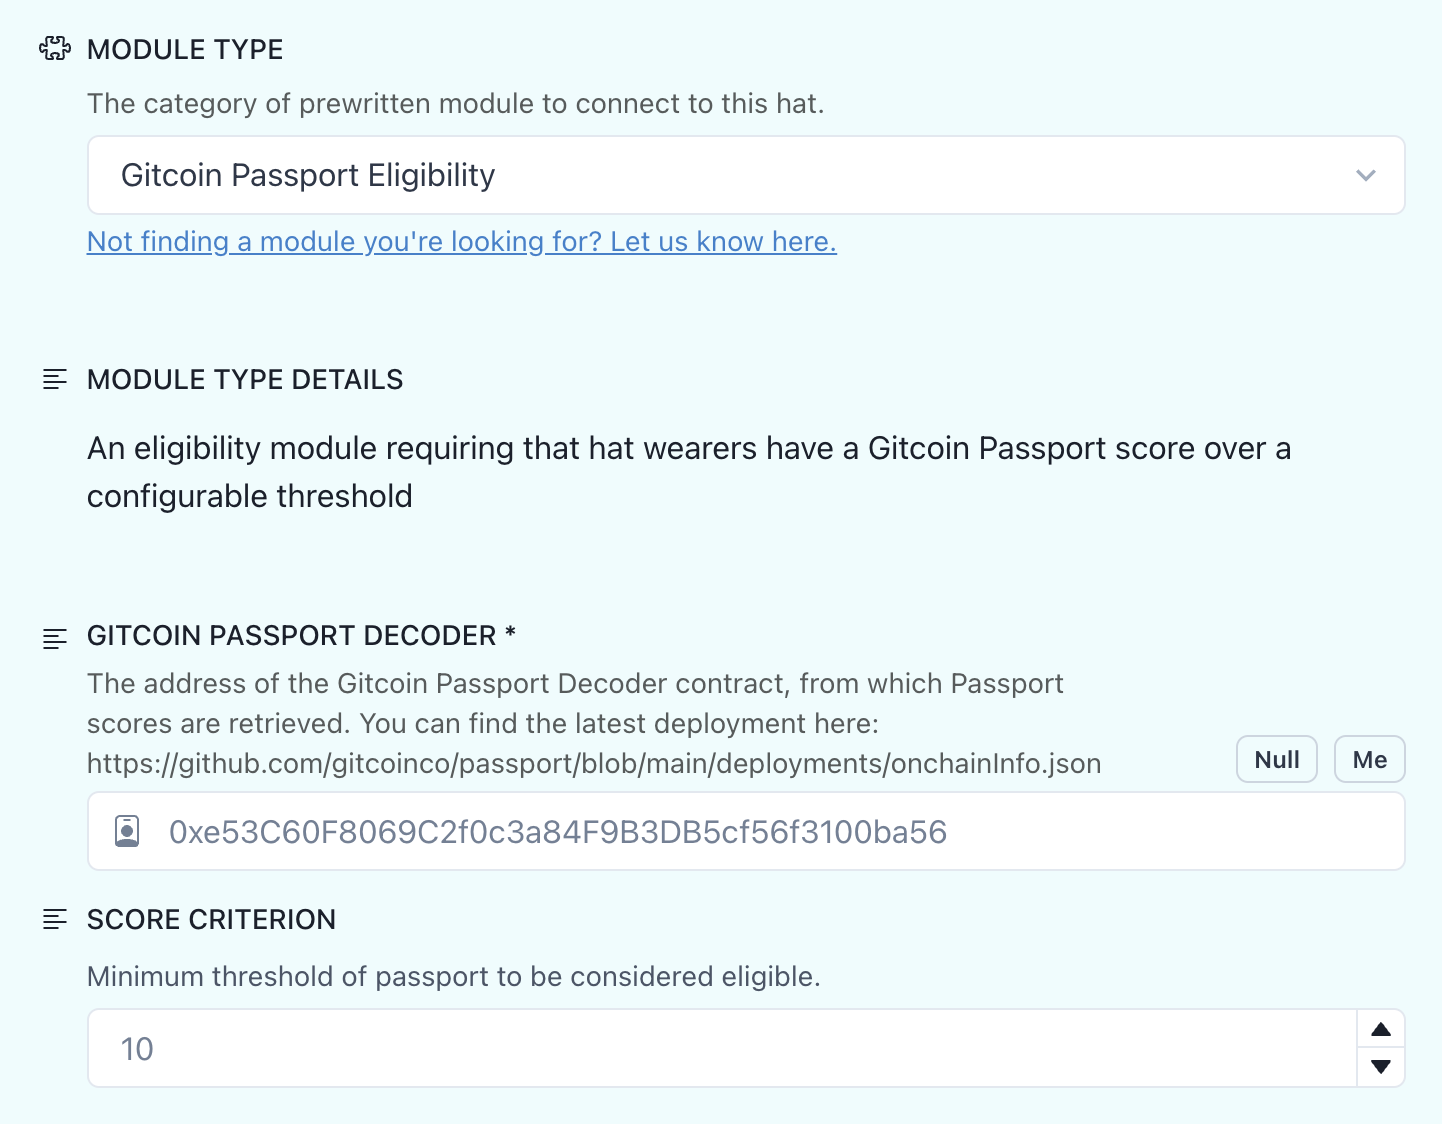 MODULE TYPE
The category of prewritten module to connect to this hat.
Gitcoin Passport Eligibility
Not finding a module you're looking for? Let us know here.
MODULE TYPE DETAILS
An eligibility module requiring that hat wearers have a Gitcoin Passport score over a
configurable threshold
GITCOIN PASSPORT DECODER *
The address of the Gitcoin Passport Decoder contract, from which Passport
scores are retrieved. You can find the latest deployment here:
https://github.com/gitcoinco/passport/blob/main/deployments/onchainInfo.json
Null
Me
0xe53C60F8069C2f0c3a84F9B3DB5cf56f3100ba56
SCORE CRITERION
Minimum threshold of passport to be considered eligible.
10